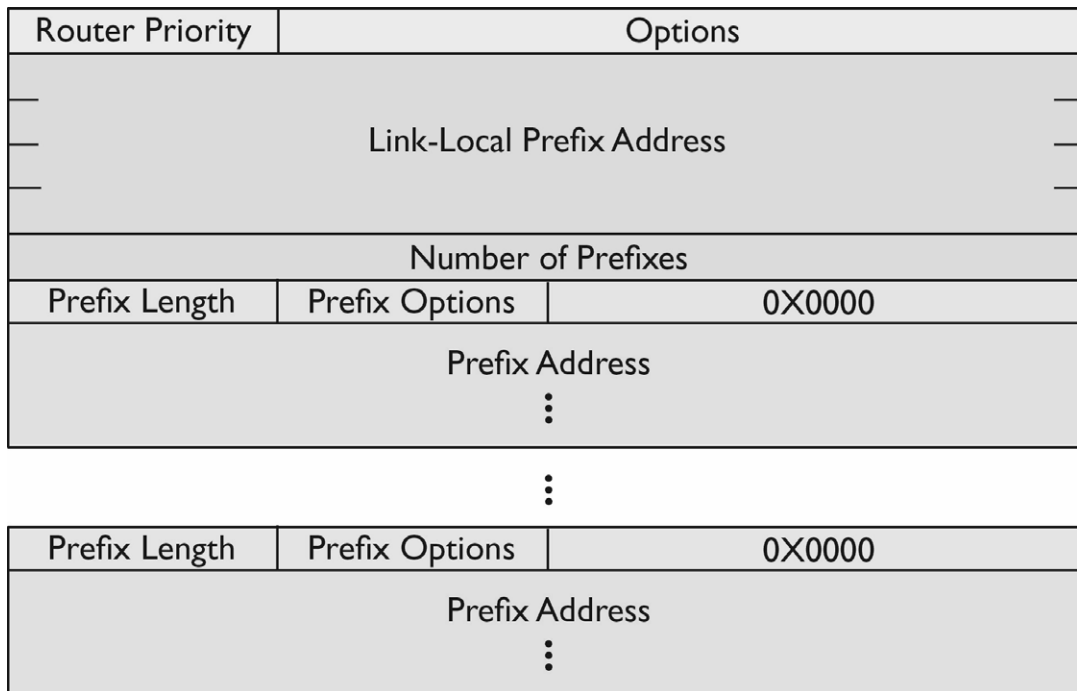 Router Priority Options
Link-Local Prefix Address
Number of Prefixes
Prefix Length Prefix Options 0X0000
Prefix Address
Prefix Length Prefix Options 0X0000
Prefix Address